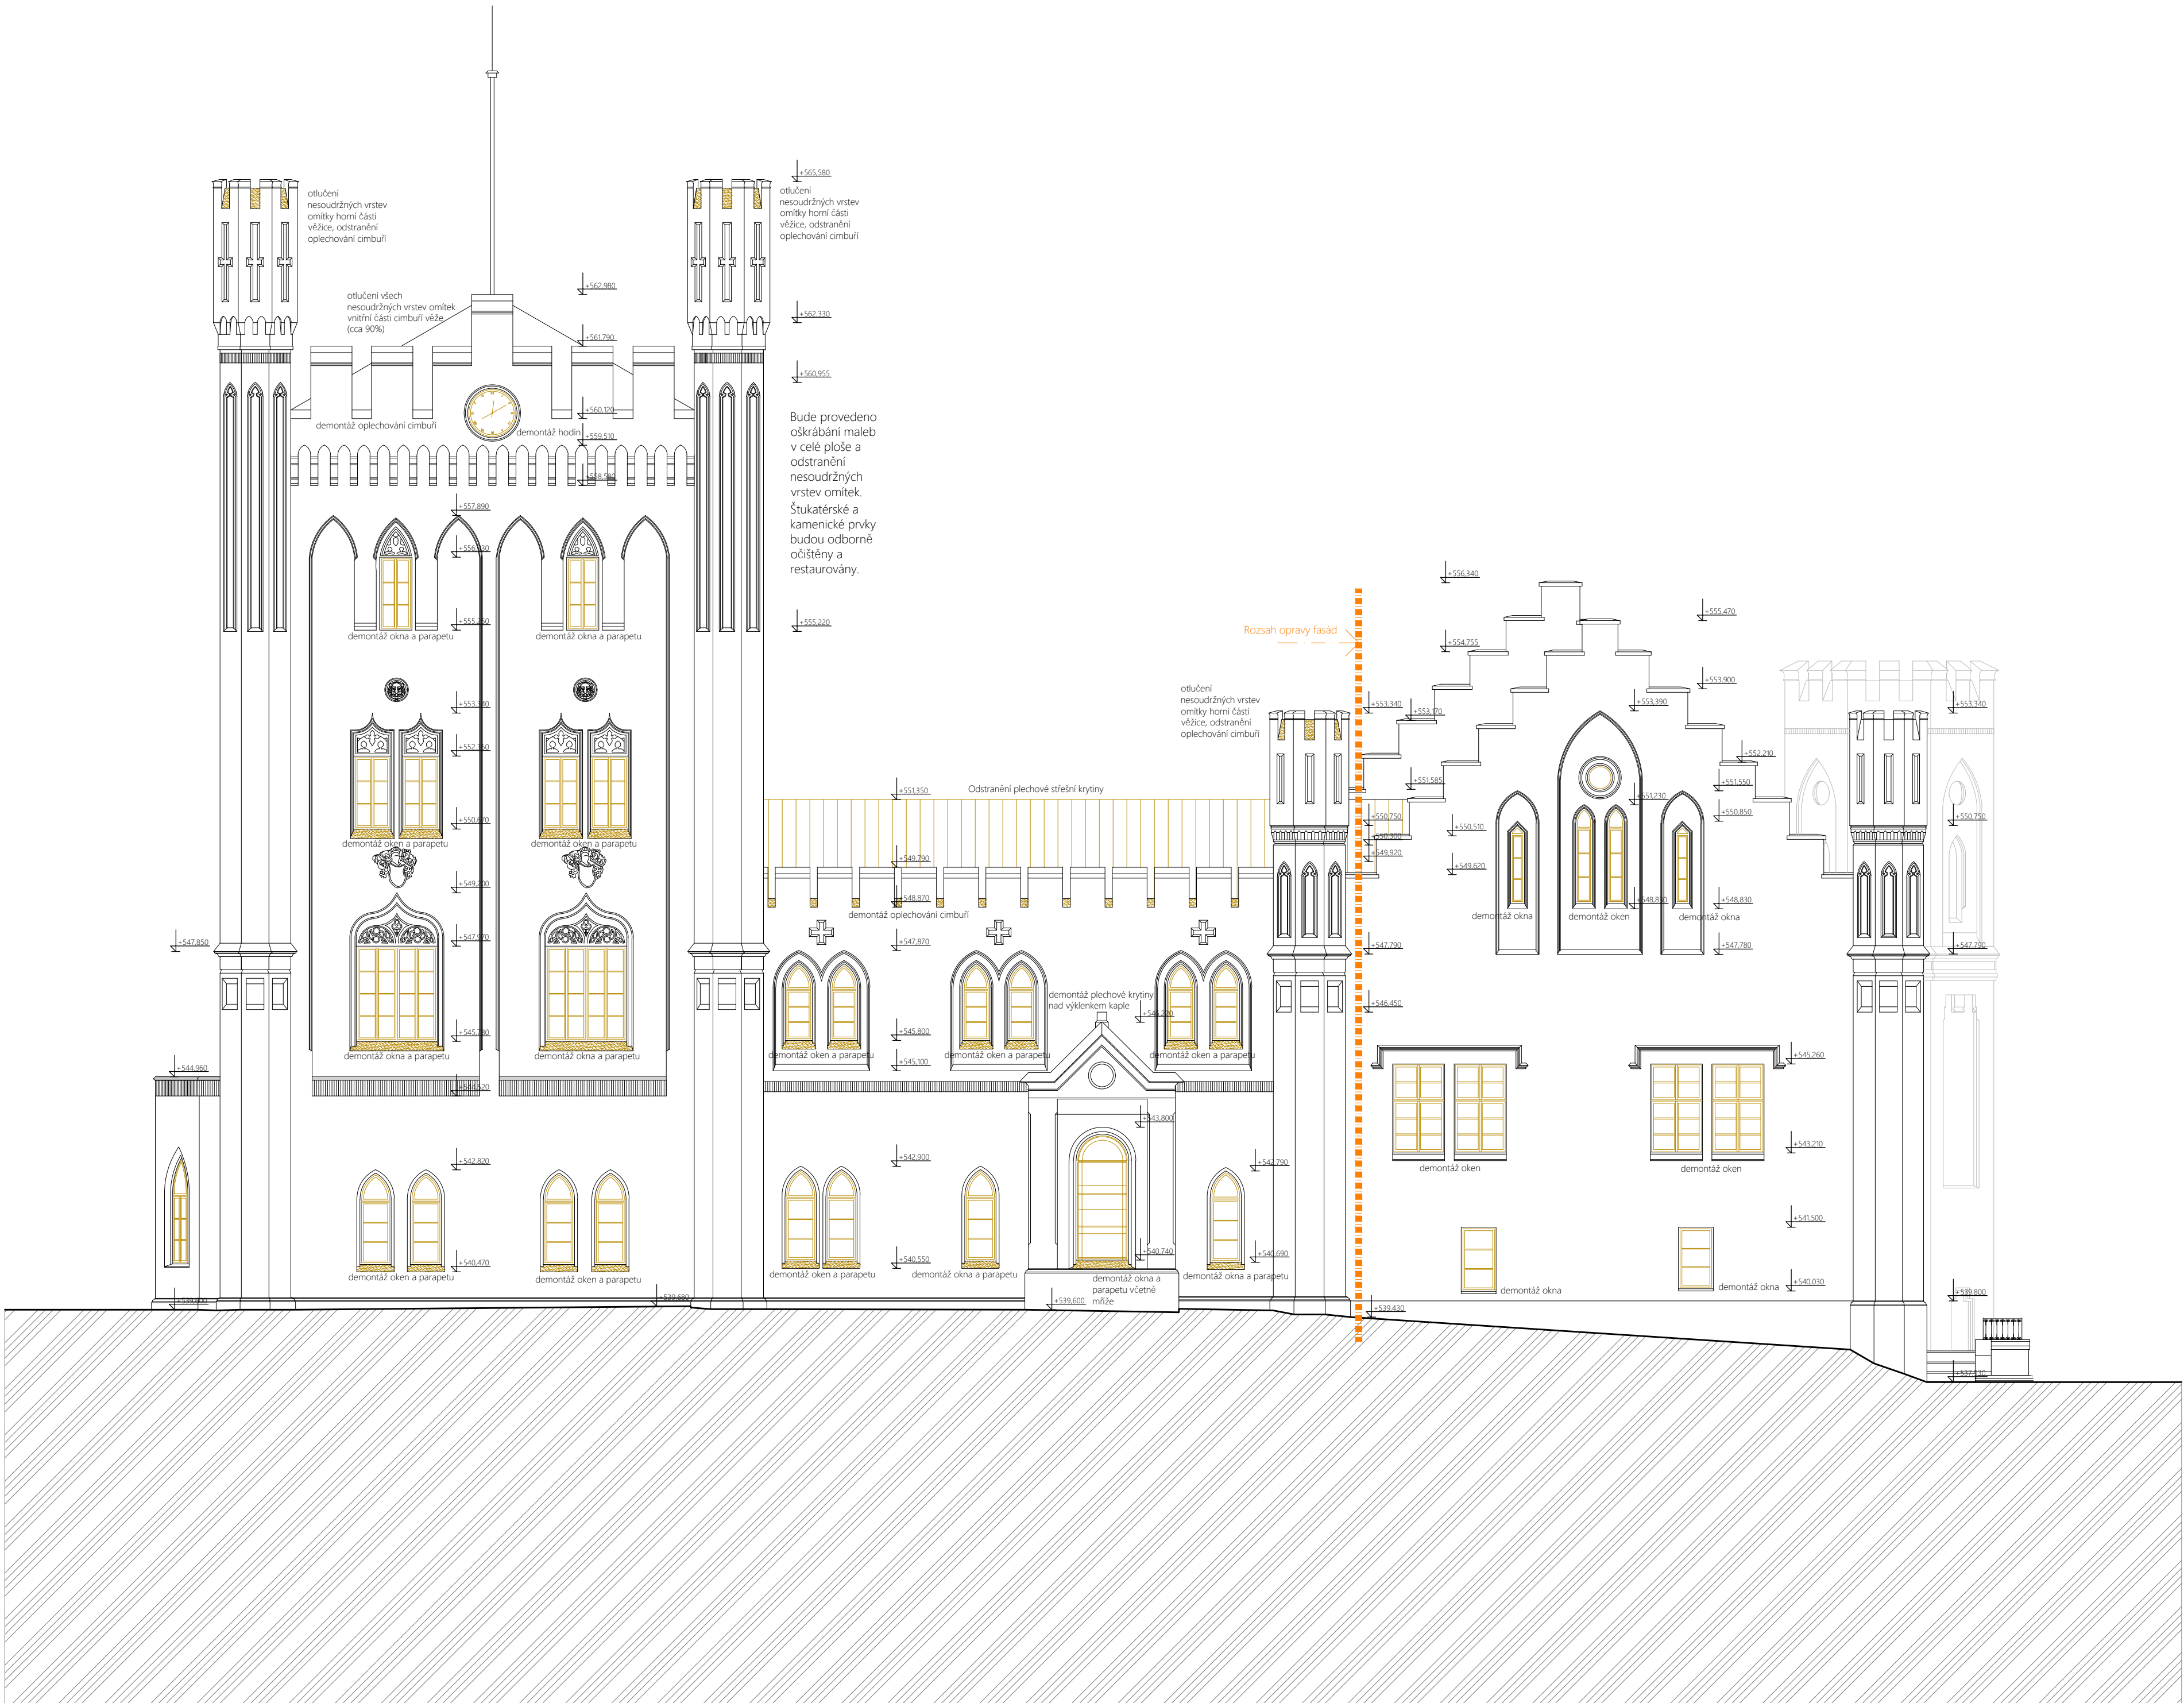 +565,580
otlučení
nesoudržných vrstev
omítky horní části
věžice, odstranění
oplechování cimbuří
otlučení
nesoudržných vrstev
omítky horní části
věžice, odstranění
oplechování cimbuří
+562,980
otlučení všech
nesoudržných vrstev omítek
vnitřní části cimbuří věže
(cca 90%)
+562,330
+561,790
+560,955
+560,120
demontáž oplechování cimbuří
demontáž hodin
+559,510
Bude provedeno
oškrábání maleb
v celé ploše a
odstranění
nesoudržných
vrstev omítek.
Štukatérské a
kamenické prvky
budou odborně
očištěny a
restaurovány.
+557,890
+555,250
+555,220
demontáž okna a parapetu
demontáž okna a parapetu
+556,340
+555,470
Rozsah opravy fasád
+554,755
+553,900
otlučení
nesoudržných vrstev
omítky horní části
věžice, odstranění
oplechování cimbuří
+553,340
+553,340
+553,170
+553,390
+553,340
+552,350
+552,210
+551,585
+551,550
+551,350
Odstranění plechové střešní krytiny
+551,230
+550,670
+550,750
+550,510
+550,850
+550,750
+550,300
demontáž oken a parapetu
demontáž oken a parapetu
+549,790
+549,920
+549,620
+549,200
+548,870
+548,830
+548,830
demontáž oplechování cimbuří
demontáž okna
demontáž oken
demontáž okna
+547,850
+547,970
+547,870
+547,790
+547,780
+547,790
demontáž plechové krytiny
nad výklenkem kaple
+546,450
+546,220
+545,780
+545,800
demontáž okna a parapetu
demontáž okna a parapetu
demontáž oken a parapetu
demontáž oken a parapetu
demontáž oken a parapetu
+545,260
+544,960
+545,100
+544,520
+543,800
+543,210
+542,820
+542,900
+542,790
demontáž oken
demontáž oken
+541,500
+540,470
+540,550
+540,740
+540,690
+540,030
demontáž oken a parapetu
demontáž oken a parapetu
demontáž oken a parapetu
demontáž okna a parapetu
demontáž okna a
parapetu včetně
mříže
demontáž okna a parapetu
demontáž okna
demontáž okna
+539,680
+539,600
+539,430
+539,800